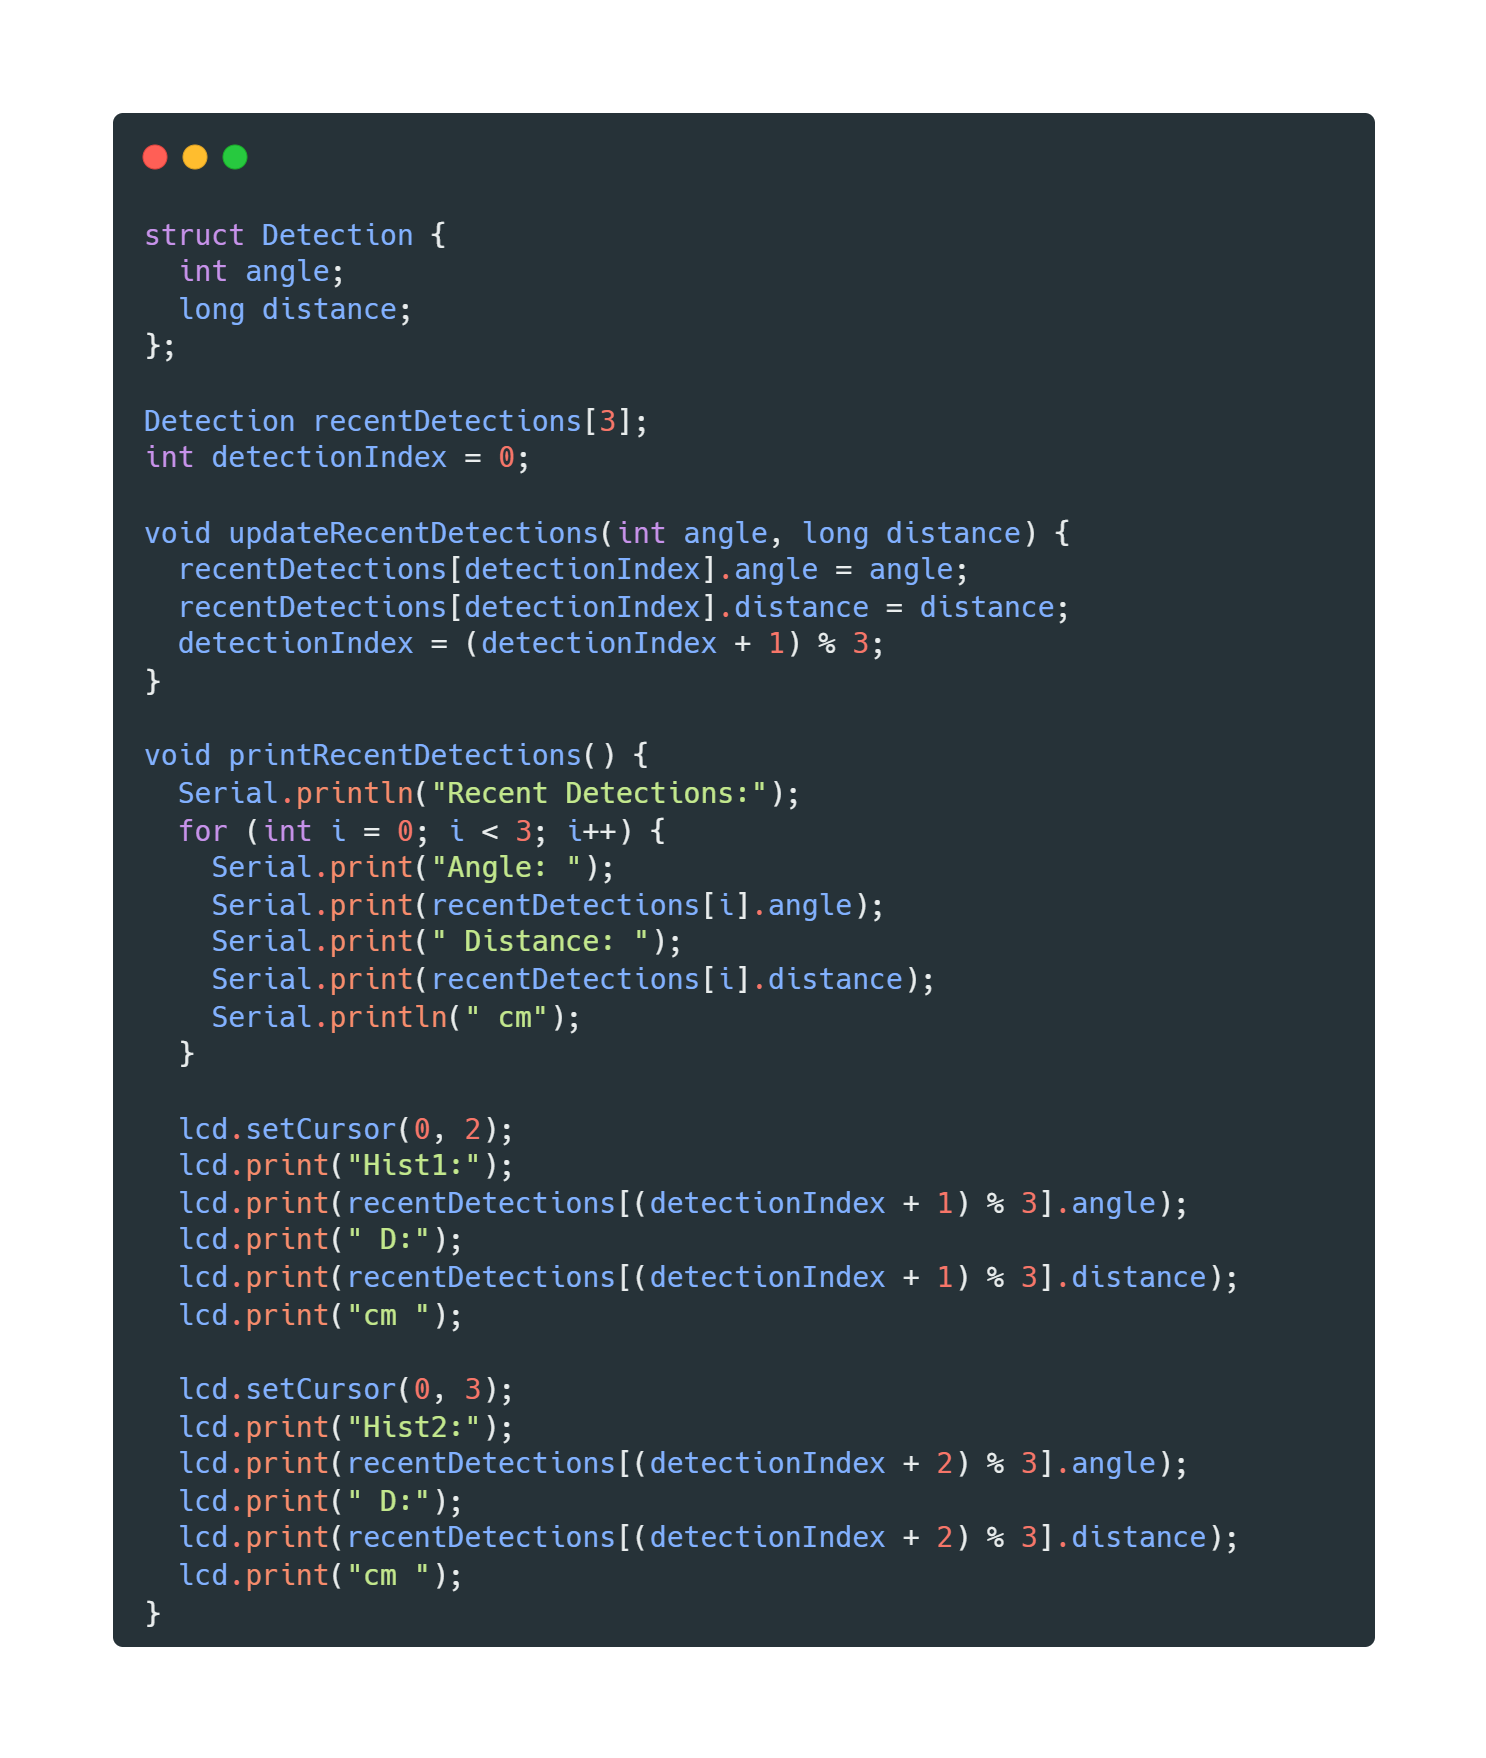 struct Detection {
  int angle;
  long distance;
};

Detection recentDetections[3];
int detectionIndex = 0;

void updateRecentDetections(int angle, long distance) {
  recentDetections[detectionIndex].angle = angle;
  recentDetections[detectionIndex].distance = distance;
  detectionIndex = (detectionIndex + 1) % 3;
}

void printRecentDetections() {
  Serial.println("Recent Detections:");
  for (int i = 0; i < 3; i++) {
    Serial.print("Angle: ");
    Serial.print(recentDetections[i].angle);
    Serial.print(" Distance: ");
    Serial.print(recentDetections[i].distance);
    Serial.println(" cm");
  }

  lcd.setCursor(0, 2);
  lcd.print("Hist1:");
  lcd.print(recentDetections[(detectionIndex + 1) % 3].angle);
  lcd.print(" D:");
  lcd.print(recentDetections[(detectionIndex + 1) % 3].distance);
  lcd.print("cm ");

  lcd.setCursor(0, 3);
  lcd.print("Hist2:");
  lcd.print(recentDetections[(detectionIndex + 2) % 3].angle);
  lcd.print(" D:");
  lcd.print(recentDetections[(detectionIndex + 2) % 3].distance);
  lcd.print("cm ");
}